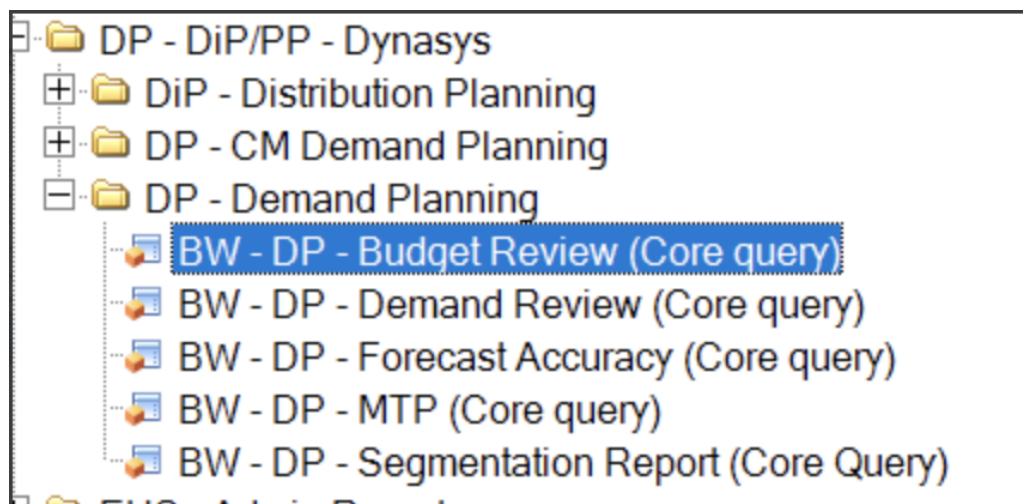 DP - DiP/PP - Dynasys
DiP - Distribution Planning
DP - CM Demand Planning
DP - Demand Planning
BW - DP - Budget Review (Core query)
BW - DP - Demand Review (Core query)
BW - DP - Forecast Accuracy (Core query)
BW - DP - MTP (Core query)
BW - DP - Segmentation Report (Core Query)